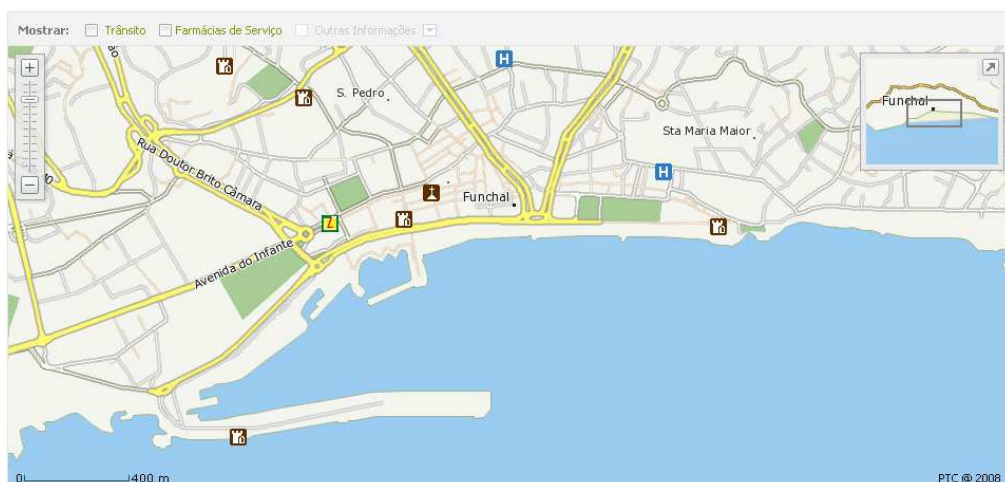 Mostrar: Trânsito Farmácias de Serviço Outras Informações
H
S. Pedro
Funchal
Sta Maria Maior
H
Rua Doutor Brito Câmara
Funchal
Avenida do Infante
0 400 m
PTC @ 2008